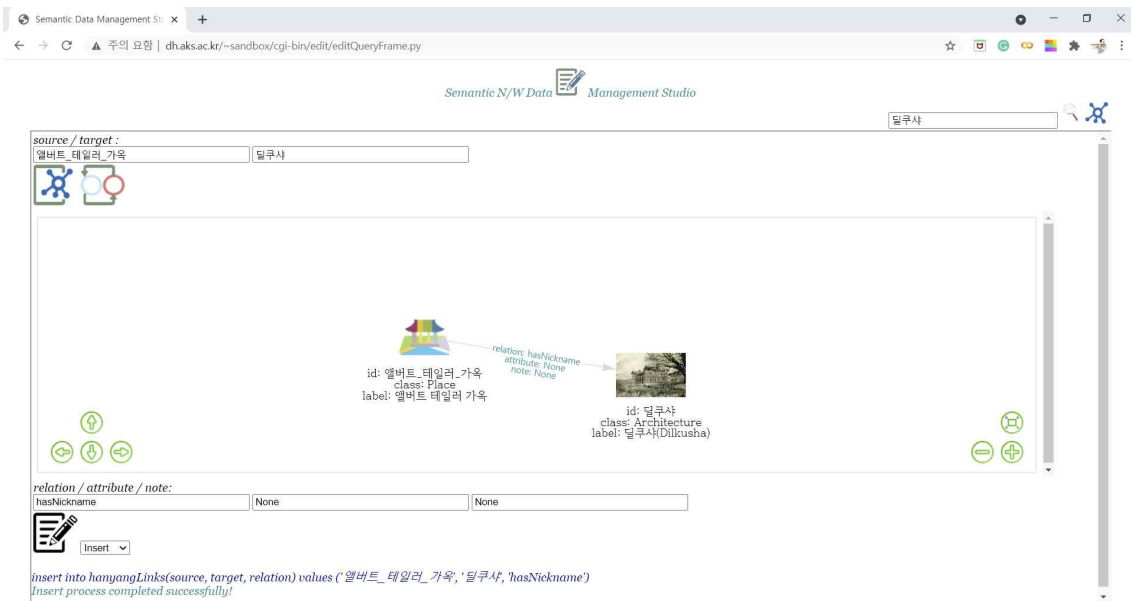 Semantic Data Management St
주의 요함 | dh.aks.ac.kr/~sandbox/cgi-bin/edit/editQueryFrame.py
Semantic N/W Data Management Studio
딜쿠샤
source / target :
앨버트_테일러_가옥 딜쿠샤
relation: hasNickname
attribute: None
note: None
id: 앨버트_테일러_가옥
class: Place
label: 앨버트 테일러 가옥
id: 딜쿠샤
class: Architecture
label: 딜쿠샤(Dilkusha)
relation / attribute / note:
hasNickname None None
Insert
insert into hanyangLinks(source, target, relation) values ('앨버트_테일러_가옥', '딜쿠샤', 'hasNickname')
Insert process completed successfully!